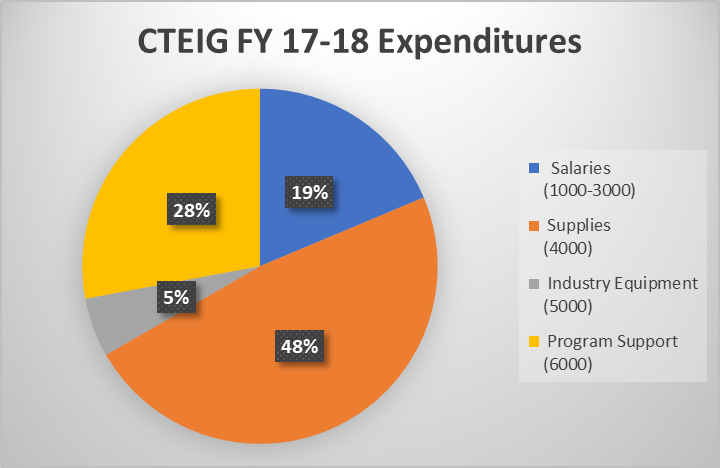 CTEIG FY 17-18 Expenditures
19%
28%
5%
48%
Salaries
(1000-3000)
Supplies
(4000)
Industry Equipment
(5000)
Program Support
(6000)